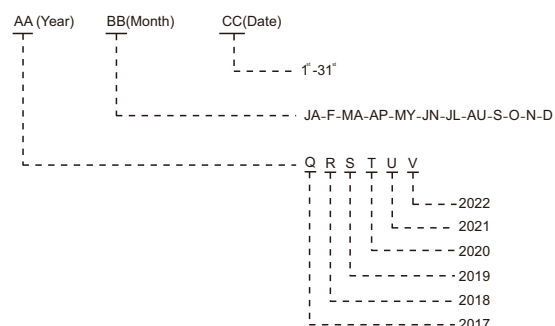 AA (Year) BB(Month) CC(Date)
1st-31st
JA-F-MA-AP-MY-JN-JL-AU-S-O-N-D
Q R S T U V
2022
2021
2020
2019
2018
2017